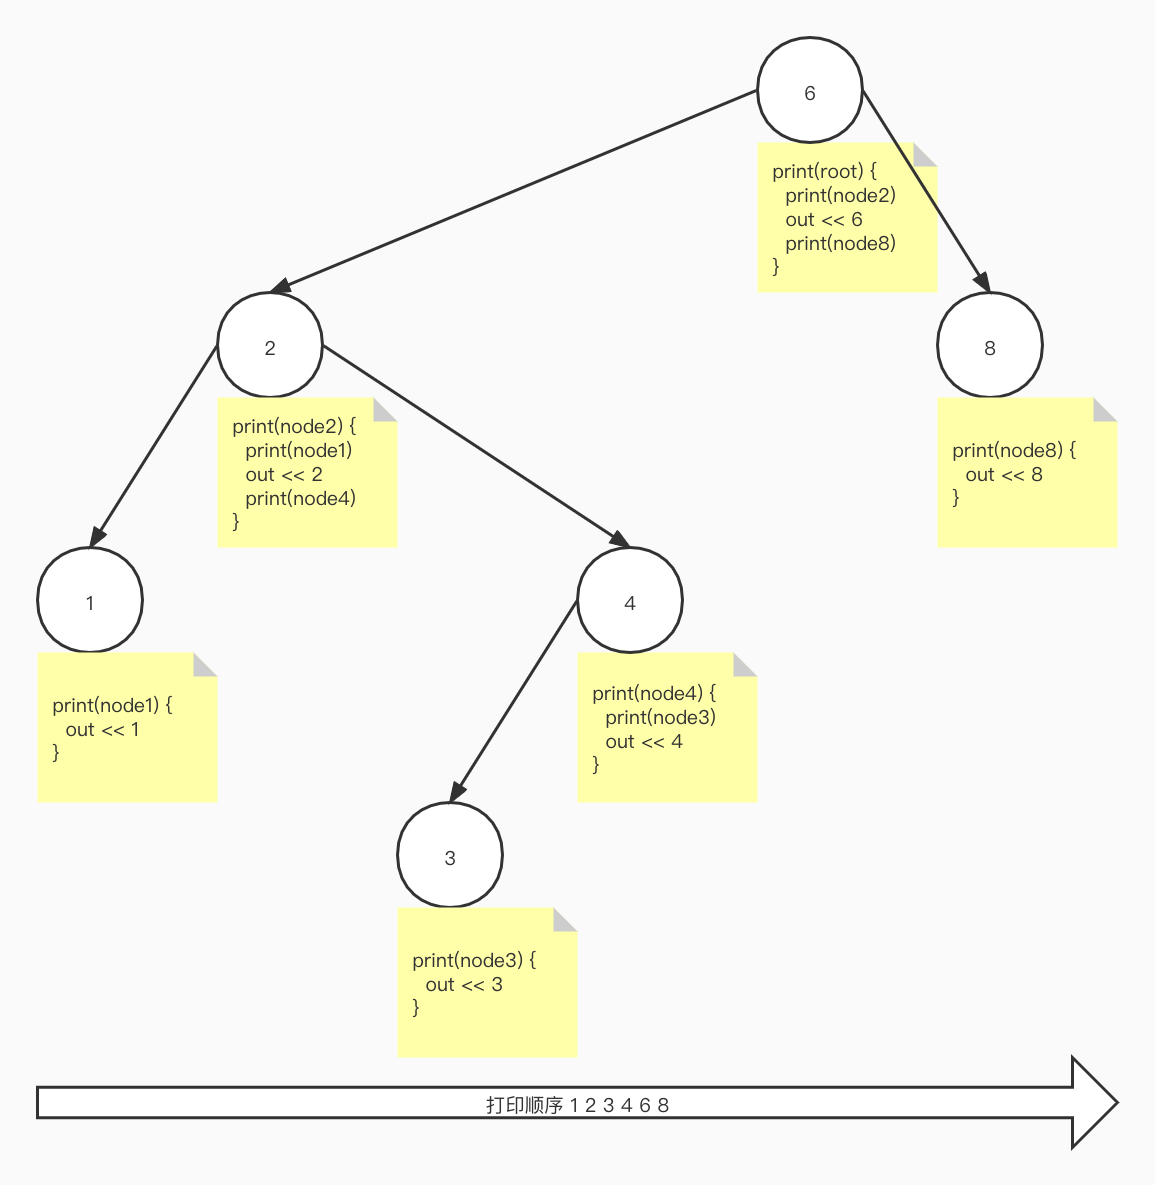 6
print(root) {
print(node2)
out << 6
print(node8)
}
2
print(node2) {
print(node1)
out << 2
print(node4)
}
8
print(node8) {
out << 8
}
1
print(node1) {
out << 1
}
4
print(node4) {
print(node3)
out << 4
}
3
print(node3) {
out << 3
}
打印顺序 1 2 3 4 6 8